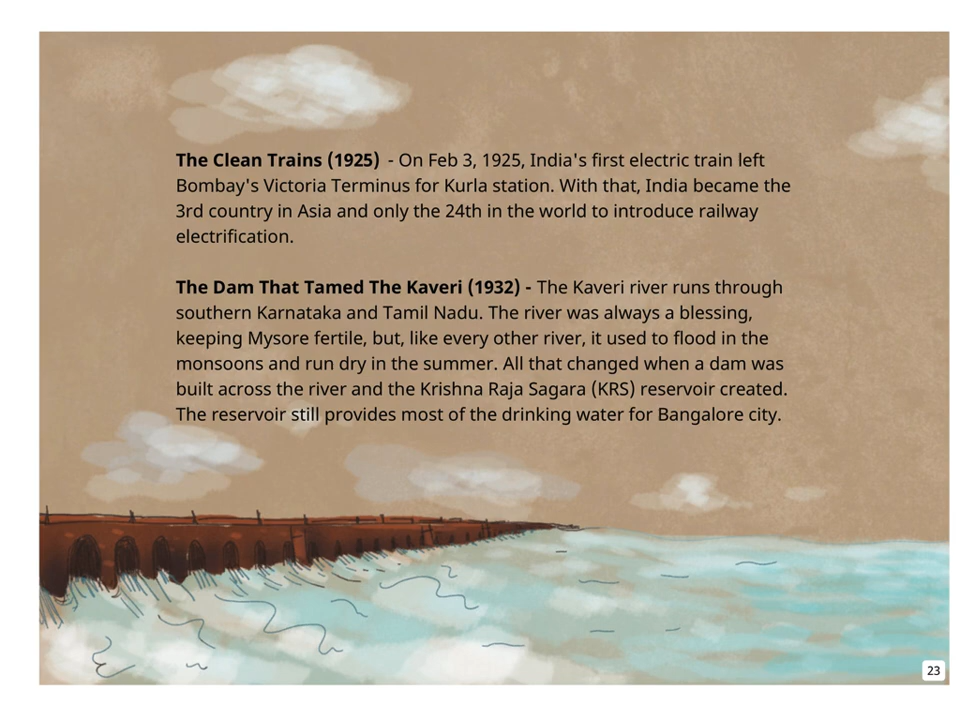 The Clean Trains (1925) - On Feb 3, 1925, India's first electric train left
Bombay's Victoria Terminus for Kurla station. With that, India became the
3rd country in Asia and only the 24th in the world to introduce railway
electrification.
The Dam That Tamed The Kaveri (1932) - The Kaveri river runs through
southern Karnataka and Tamil Nadu. The river was always a blessing,
keeping Mysore fertile, but, like every other river, it used to flood in the
monsoons and run dry in the summer. All that changed when a dam was
built across the river and the Krishna Raja Sagara (KRS) reservoir created.
The reservoir still provides most of the drinking water for Bangalore city.
23